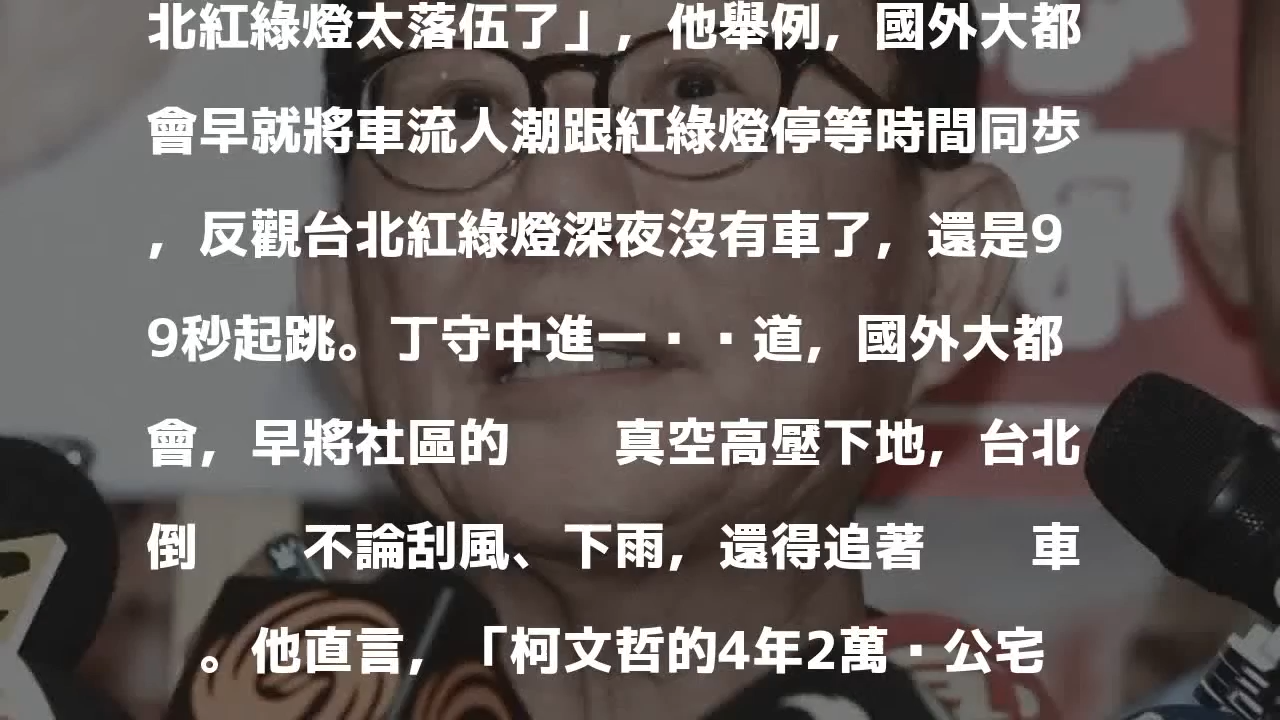 北紅綠燈太落伍了」，他舉例，國外大都
會早就將車流人潮跟紅綠燈停等時間同步
，反觀台北紅綠燈深夜沒有車了，還是9
9秒起跳。丁守中進一‧‧道，國外大都
會，早將社區的　　真空高壓下地，台北
倒　　不論刮風、下雨，還得追著　　車
　。他直言，「柯文哲的4年2萬‧公宅